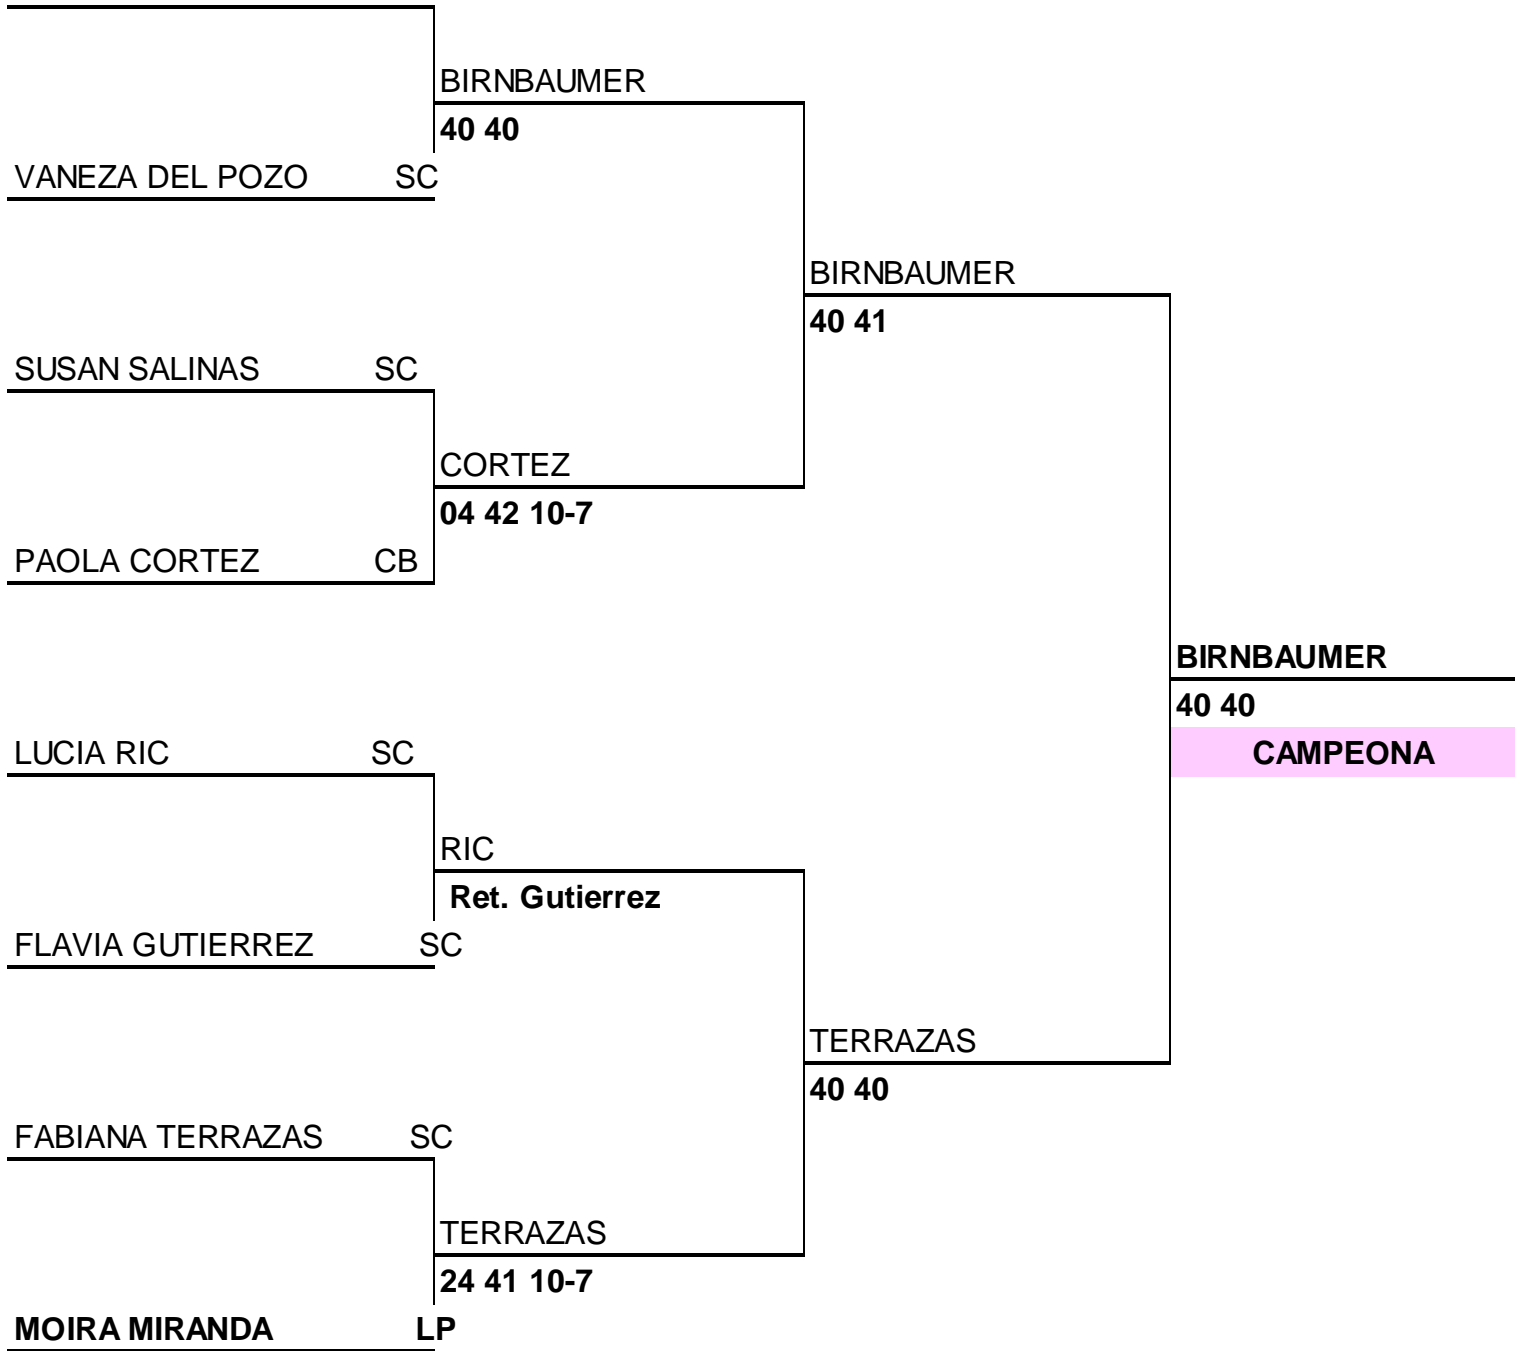 BIRNBAUMER
40 40
VANEZA DEL POZO SC
BIRNBAUMER
40 41
SUSAN SALINAS SC
CORTEZ
04 42 10-7
PAOLA CORTEZ CB
BIRNBAUMER
40 40
LUCIA RIC SC
CAMPEONA
RIC
Ret. Gutierrez
FLAVIA GUTIERREZ SC
TERRAZAS
40 40
FABIANA TERRAZAS SC
TERRAZAS
24 41 10-7
MOIRA MIRANDA LP